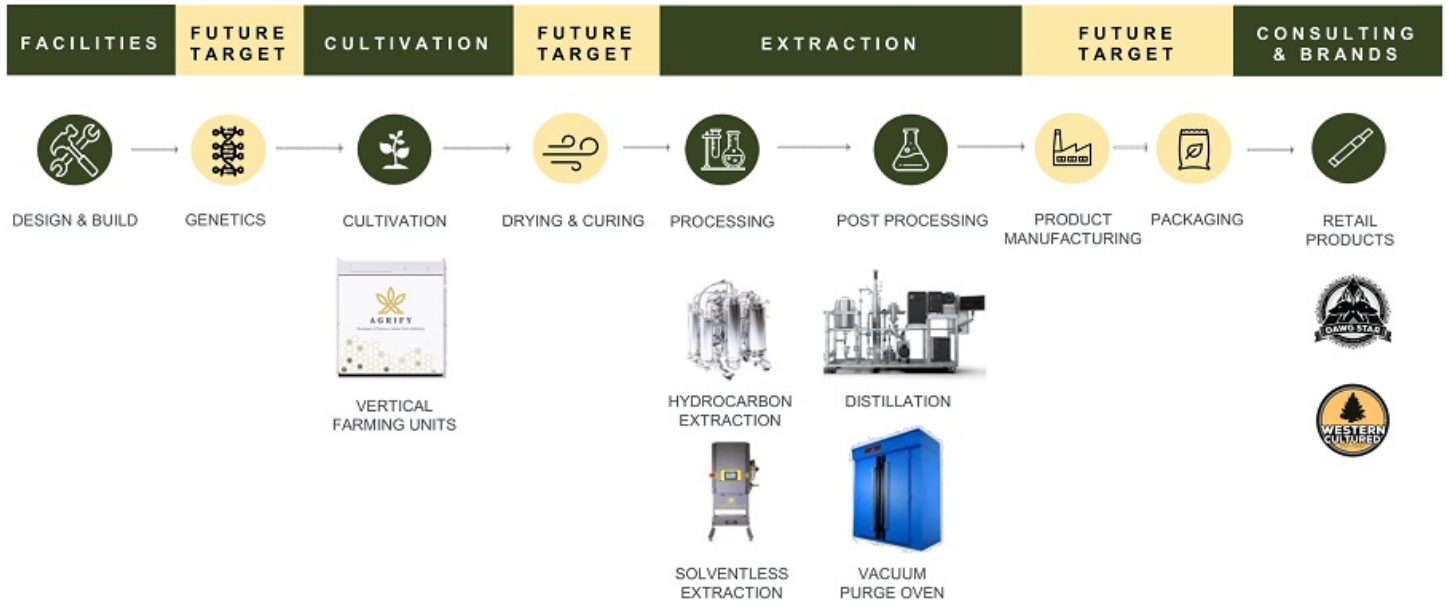 FACILITIES
FUTURE
TARGET
CULTIVATION
FUTURE
TARGET
EXTRACTION
FUTURE
TARGET
CONSULTING
& BRANDS
DESIGN & BUILD
GENETICS
CULTIVATION
DRYING & CURING
PROCESSING
POST PROCESSING
PRODUCT
MANUFACTURING
PACKAGING
RETAIL
PRODUCTS
AGRIFY
VERTICAL
FARMING UNITS
HYDROCARBON
EXTRACTION
DISTILLATION
DAWG STAR
WESTERN
CULTURED
SOLVENTLESS
EXTRACTION
VACUUM
PURGE OVEN